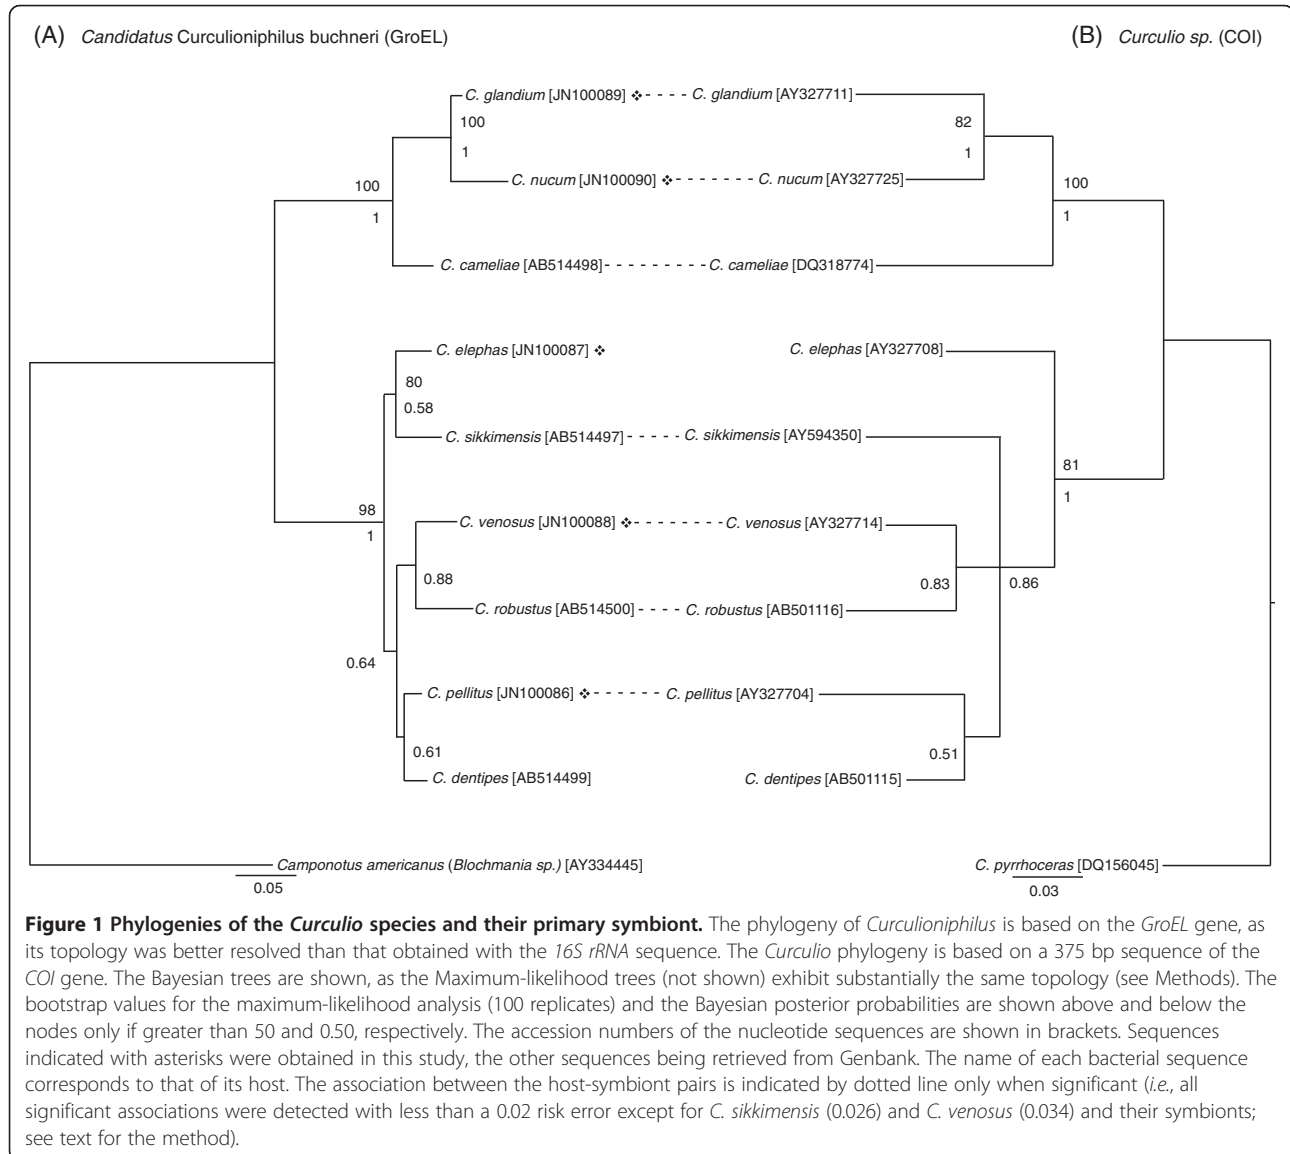 (A) Candidatus Curculioniphilus buchneri (GroEL)
(B) Curculio sp. (COI)
C. glandium [JN100089] ❖ - - - - C. glandium [AY327711]
100
1
82
1
C. nucum [JN100090] ❖ - - - - - - - C. nucum [AY327725]
100
1
100
1
C. cameliae [AB514498] - - - - - - - - - C. cameliae [DQ318774]
C. elephas [JN100087] ❖
C. elephas [AY327708]
80
0.58
C. sikkimensis [AB514497] - - - - - C. sikkimensis [AY594350]
81
1
98
1
C. venosus [JN100088] ❖ - - - - - - - - C. venosus [AY327714]
0.88
0.83
0.86
C. robustus [AB514500] - - - - C. robustus [AB501116]
0.64
C. pellitus [JN100086] ❖ - - - - - - C. pellitus [AY327704]
0.61
0.51
C. dentipes [AB514499]
C. dentipes [AB501115]
Camponotus americanus (Blochmania sp.) [AY334445]
C. pyrrhoceras [DQ156045]
0.05
0.03
Figure 1 Phylogenies of the Curculio species and their primary symbiont. The phylogeny of Curculioniphilus is based on the GroEL gene, as
its topology was better resolved than that obtained with the 16S rRNA sequence. The Curculio phylogeny is based on a 375 bp sequence of the
COI gene. The Bayesian trees are shown, as the Maximum-likelihood trees (not shown) exhibit substantially the same topology (see Methods). The
bootstrap values for the maximum-likelihood analysis (100 replicates) and the Bayesian posterior probabilities are shown above and below the
nodes only if greater than 50 and 0.50, respectively. The accession numbers of the nucleotide sequences are shown in brackets. Sequences
indicated with asterisks were obtained in this study, the other sequences being retrieved from Genbank. The name of each bacterial sequence
corresponds to that of its host. The association between the host-symbiont pairs is indicated by dotted line only when significant (i.e., all
significant associations were detected with less than a 0.02 risk error except for C. sikkimensis (0.026) and C. venosus (0.034) and their symbionts;
see text for the method).